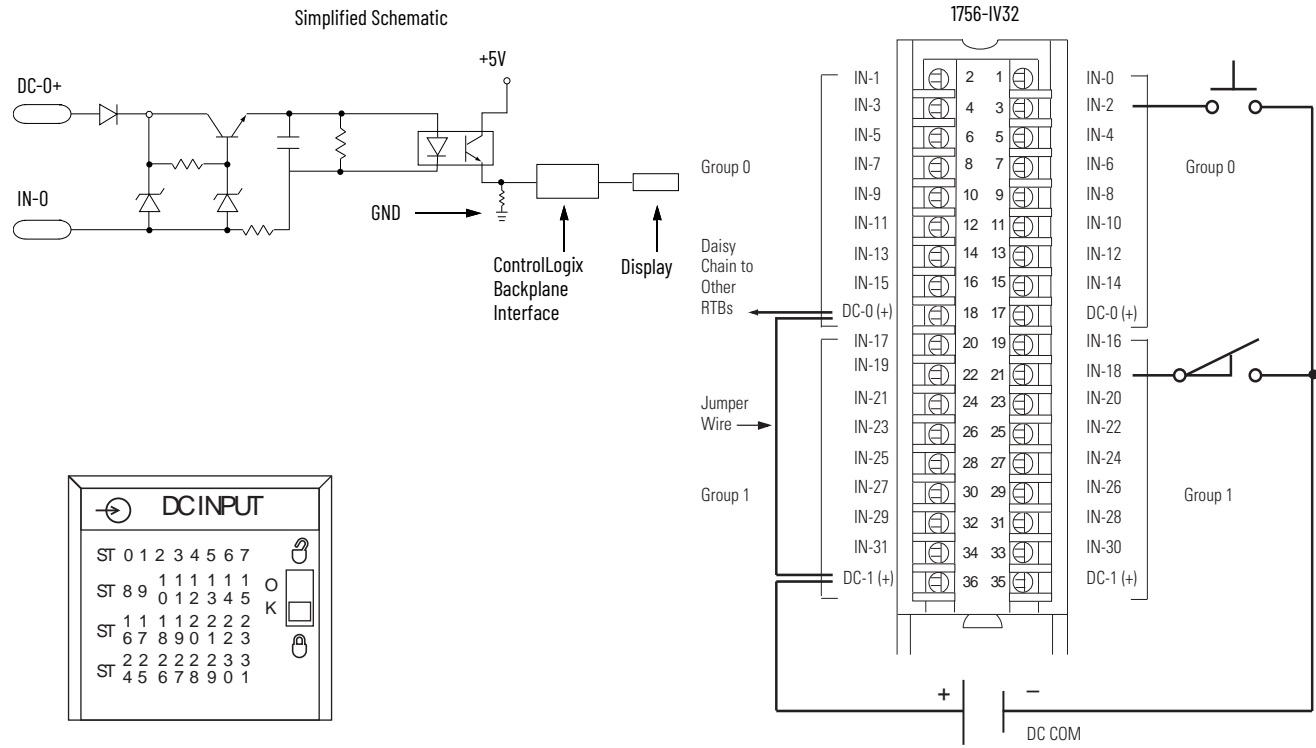 Simplified Schematic
+5V
DC-0+
IN-0
GND
ControlLogix
Backplane
Interface
Display
DC INPUT
ST 0 1 2 3 4 5 6 7
ST 8 9 10 11 12 13 14 15
ST 16 17 18 19 20 21 22 23
ST 24 25 26 27 28 29 30 31
O
K
1756-IV32
IN-1 2 1 IN-0
IN-3 4 3 IN-2
IN-5 6 5 IN-4
IN-7 8 7 IN-6
IN-9 10 9 IN-8
IN-11 12 11 IN-10
IN-13 14 13 IN-12
IN-15 16 15 IN-14
DC-0 (+) 18 17 DC-0 (+)
IN-17 20 19 IN-16
IN-19 22 21 IN-18
IN-21 24 23 IN-20
IN-23 26 25 IN-22
IN-25 28 27 IN-24
IN-27 30 29 IN-26
IN-29 32 31 IN-28
IN-31 34 33 IN-30
DC-1 (+) 36 35 DC-1 (+)
Group 0
Group 0
Daisy
Chain to
Other
RTBs
Jumper
Wire
Group 1
Group 1
+ −
DC COM